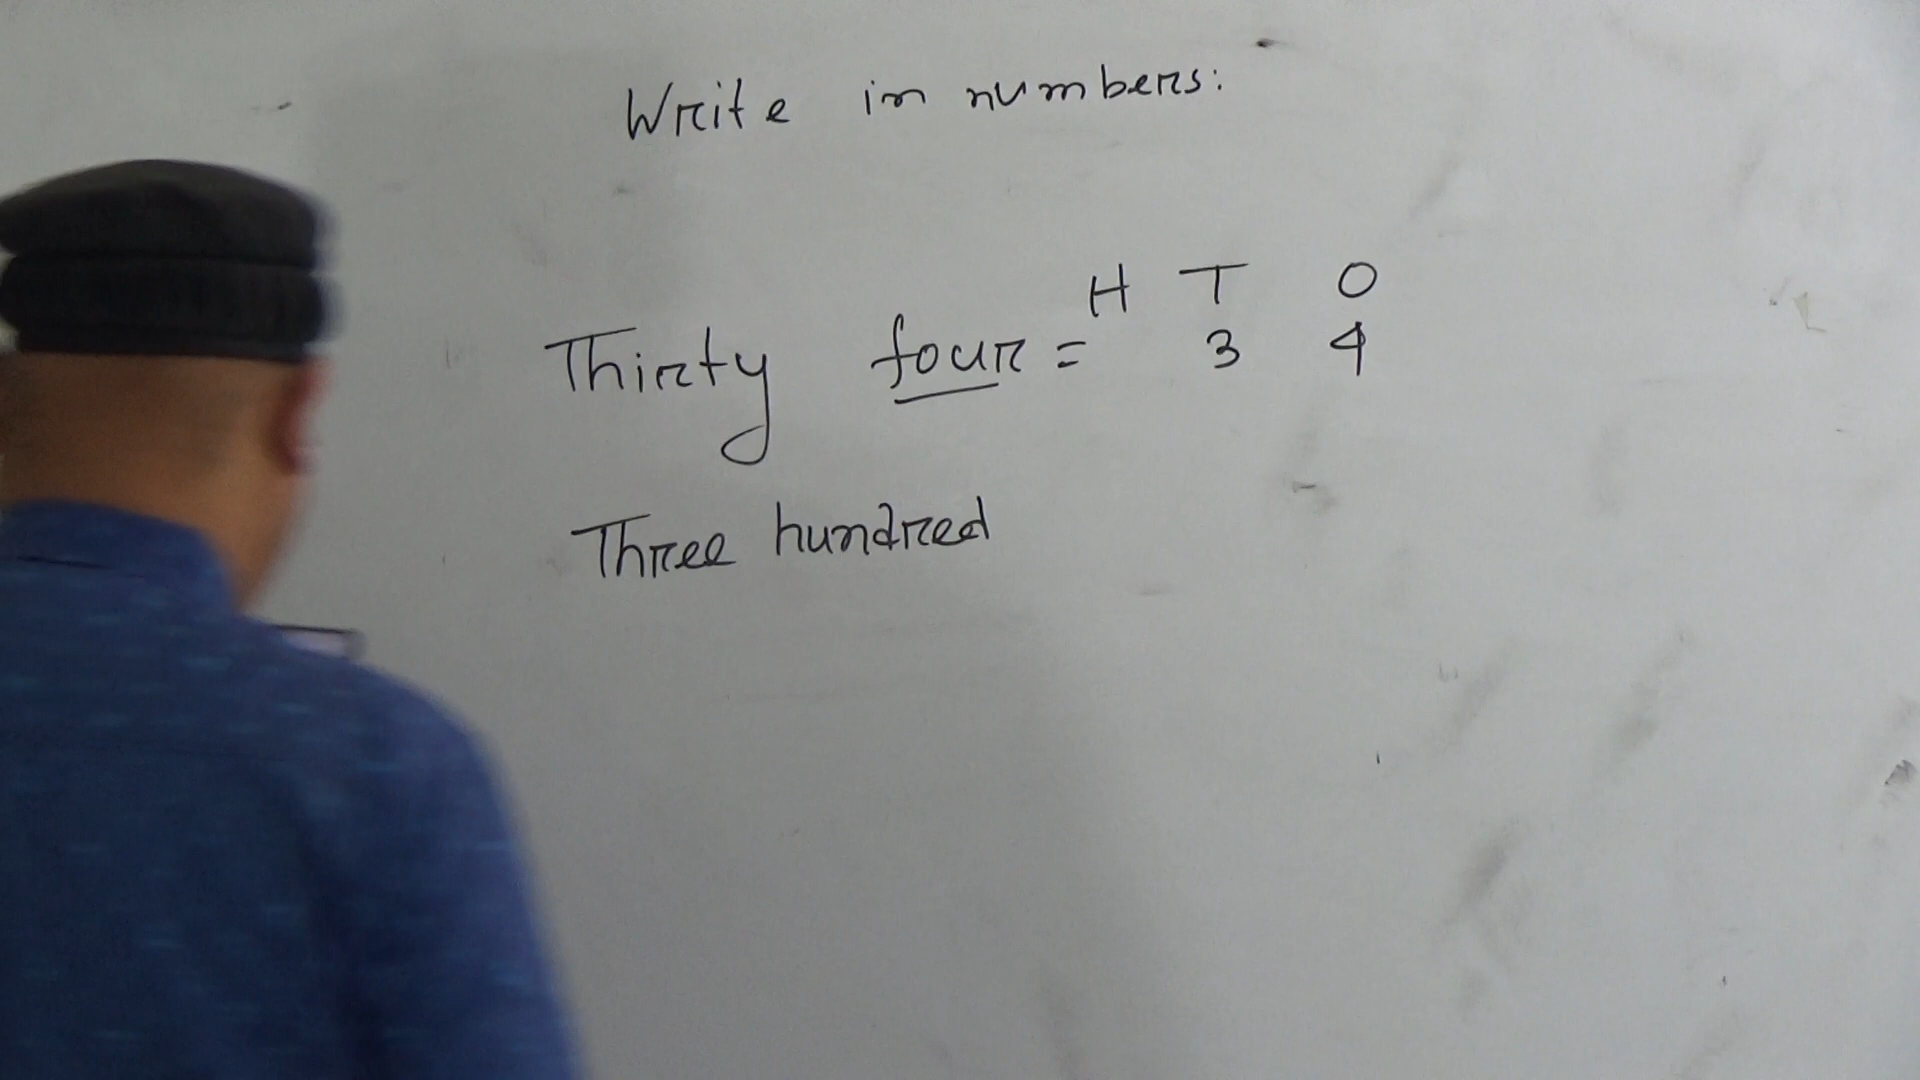 Write in numbers:
H T O
Thirty four = 3 4
Three hundred